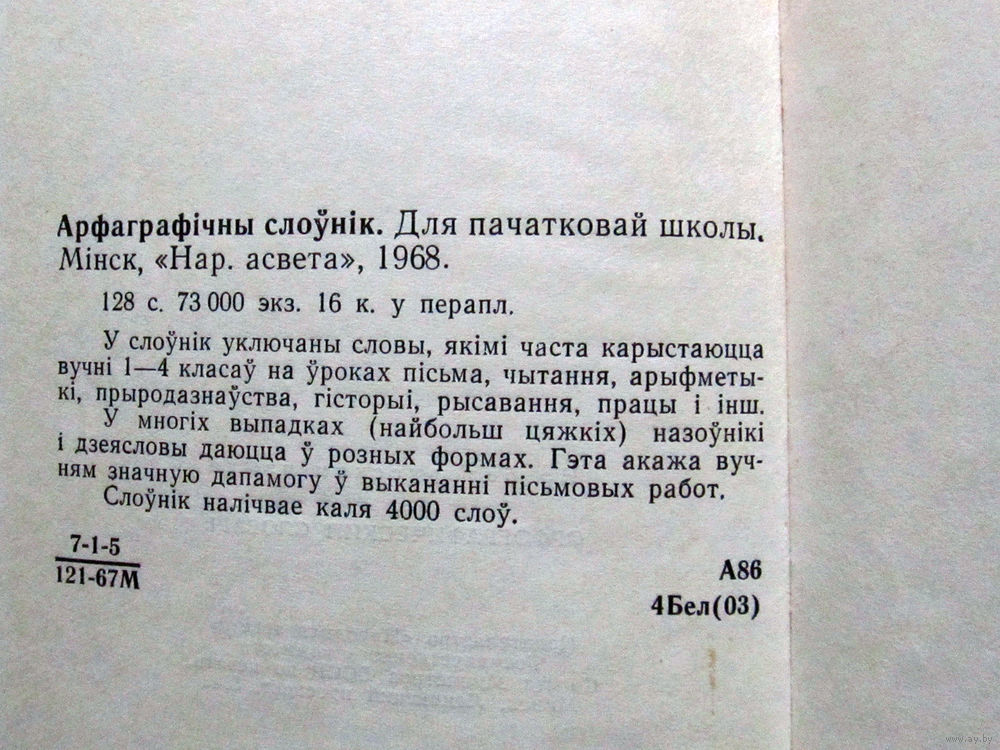 Арфаграфічны слоўнік. Для пачатковай школы.
Мінск, «Нар. асвета», 1968.
128 с. 73 000 экз. 16 к. у перапл.
У слоўнік уключаны словы, якімі часта карыстаюцца
вучні 1—4 класаў на ўроках пісьма, чытання, арыфметы-
кі, прыродазнаўства, гісторыі, рысавання, працы і інш.
У многіх выпадках (найбольш цяжкіх) назоўнікі
і дзеясловы даюцца ў розных формах. Гэта акажа вуч-
ням значную дапамогу ў выкананні пісьмовых работ.
Слоўнік налічвае каля 4000 слоў.
7-1-5
121-67М
А86
4Бел(03)
www.ay.by